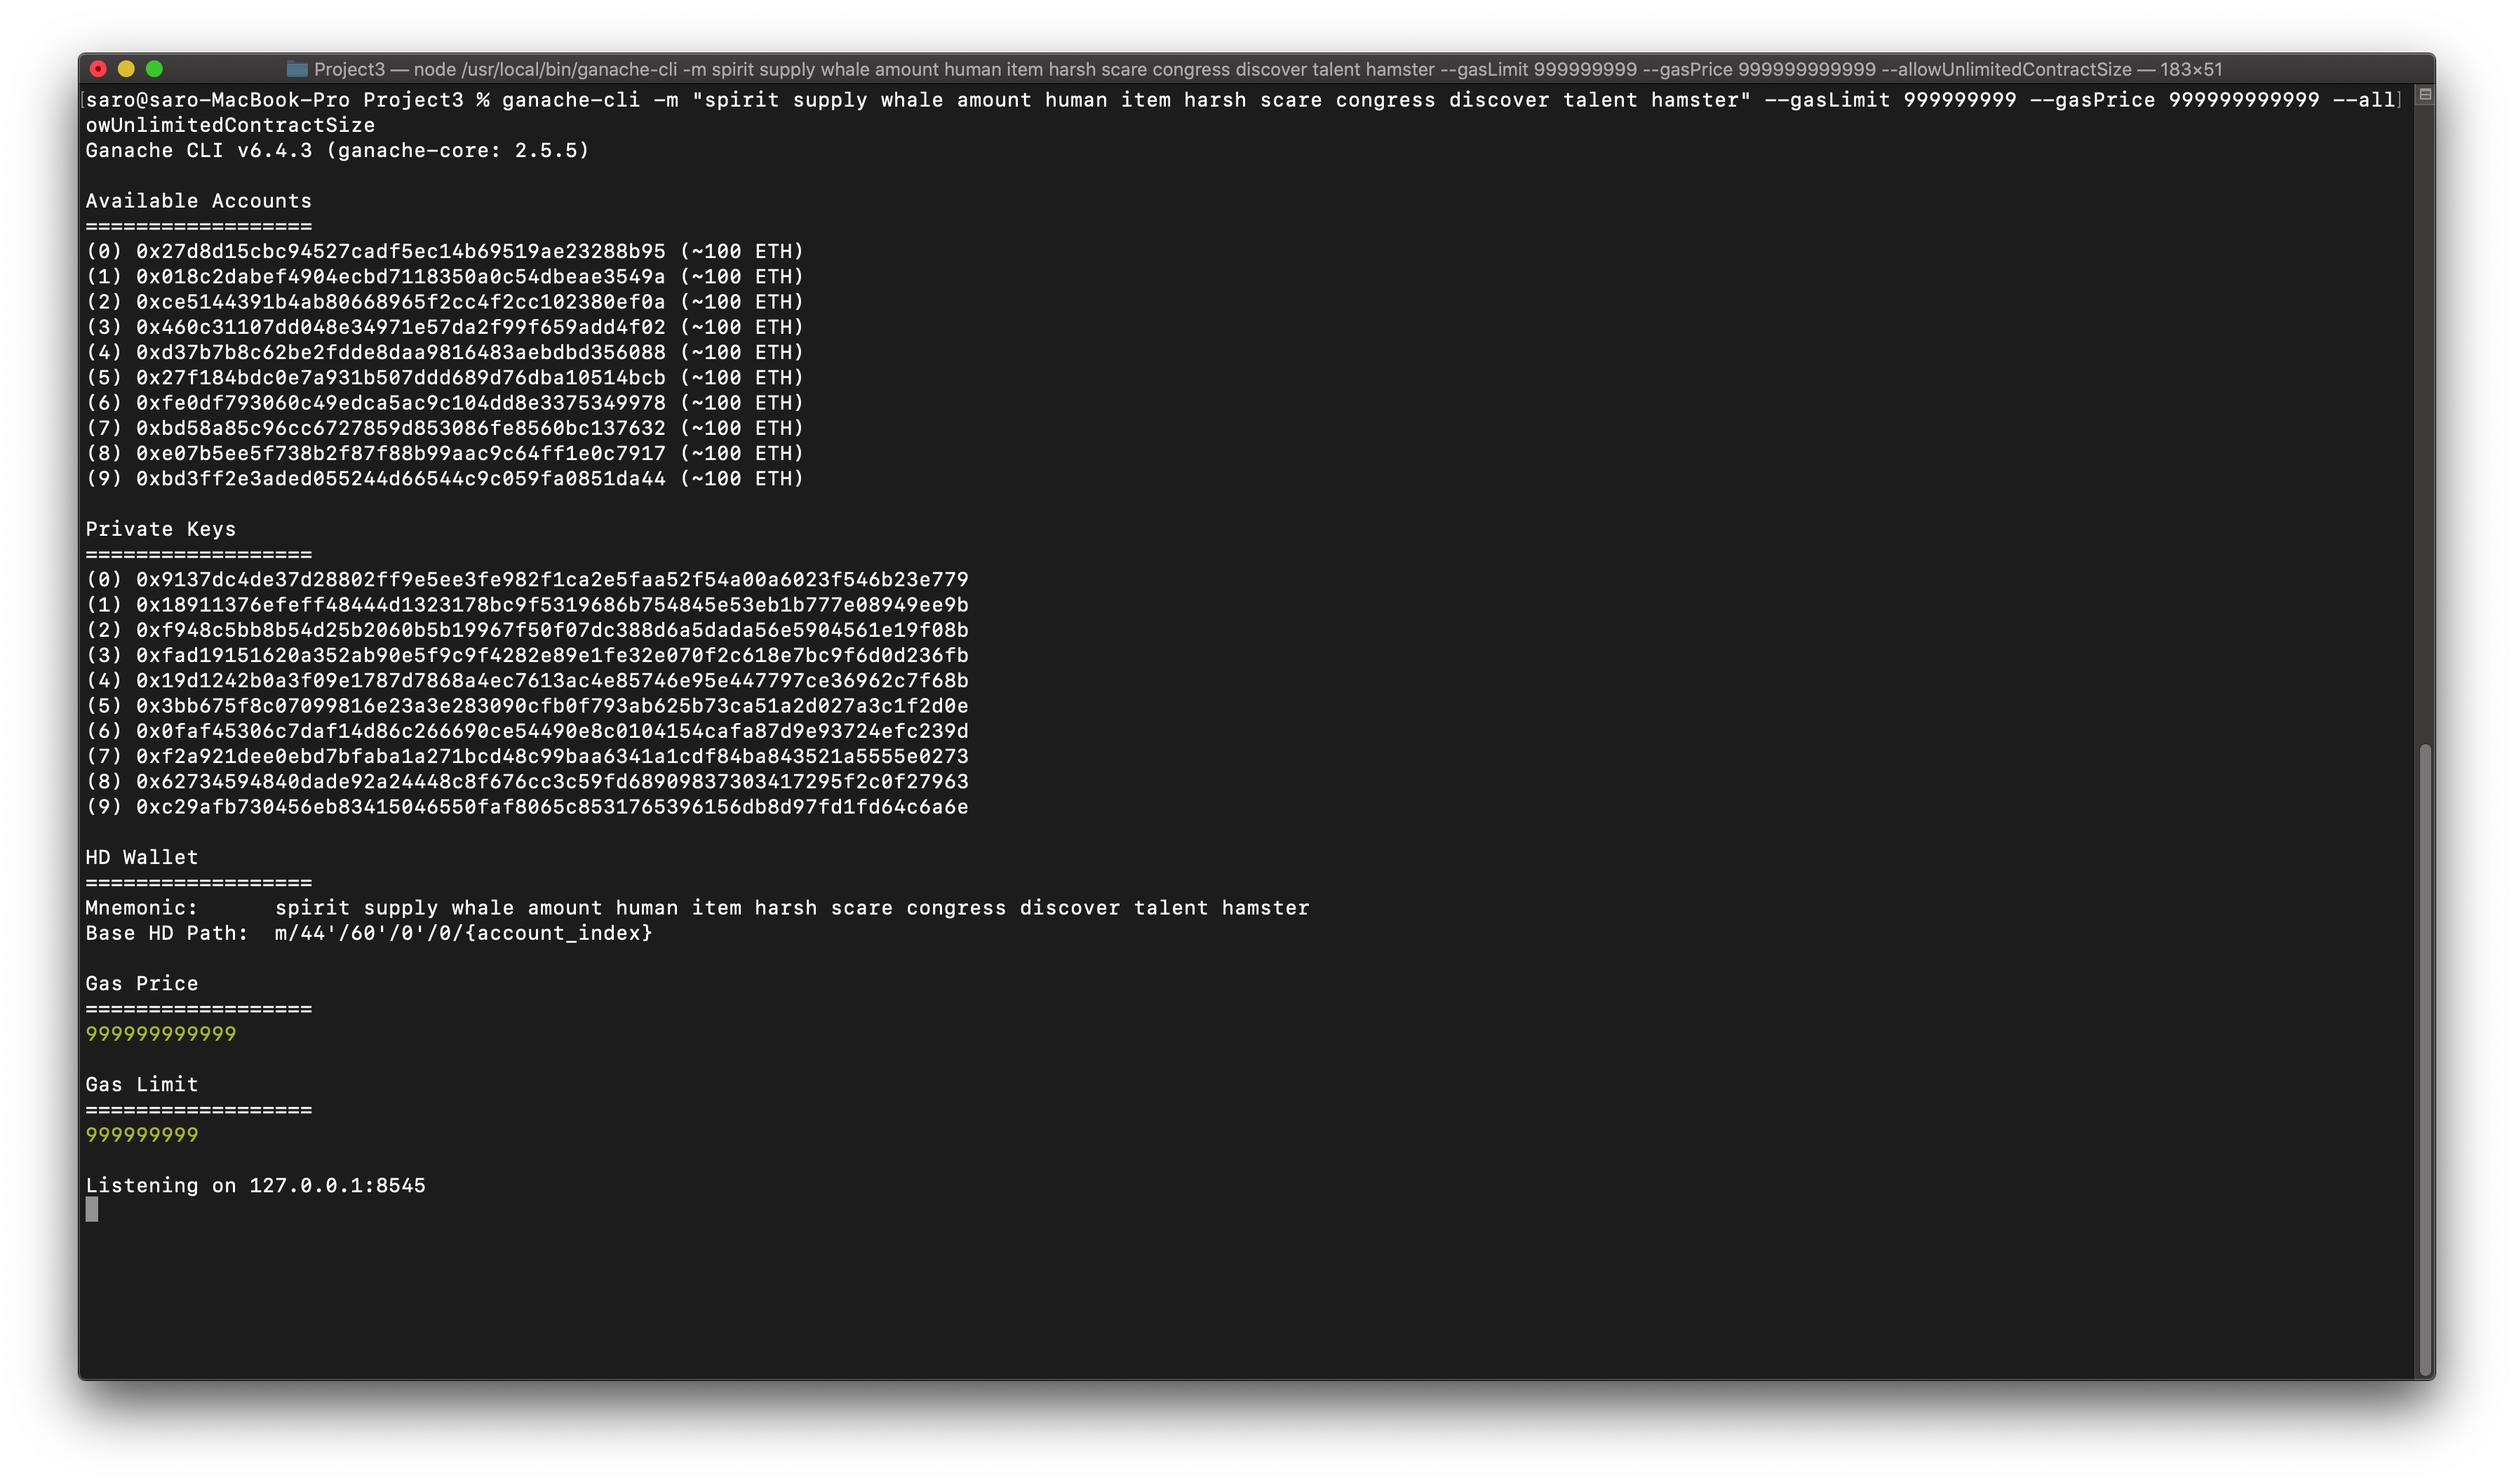 Project3 — node /usr/local/bin/ganache-cli -m spirit supply whale amount human item harsh scare congress discover talent hamster --gasLimit 999999999 --gasPrice 999999999999 --allowUnlimitedContractSize — 183×51
[saro@saro-MacBook-Pro Project3 % ganache-cli -m "spirit supply whale amount human item harsh scare congress discover talent hamster" --gasLimit 999999999 --gasPrice 999999999999 --all]
owUnlimitedContractSize
Ganache CLI v6.4.3 (ganache-core: 2.5.5)
Available Accounts
==================
(0) 0x27d8d15cbc94527cadf5ec14b69519ae23288b95 (~100 ETH)
(1) 0x018c2dabef4904ecbd7118350a0c54dbeae3549a (~100 ETH)
(2) 0xce5144391b4ab80668965f2cc4f2cc102380ef0a (~100 ETH)
(3) 0x460c31107dd048e34971e57da2f99f659add4f02 (~100 ETH)
(4) 0xd37b7b8c62be2fdde8daa9816483aebdbd356088 (~100 ETH)
(5) 0x27f184bdc0e7a931b507ddd689d76dba10514bcb (~100 ETH)
(6) 0xfe0df793060c49edca5ac9c104dd8e3375349978 (~100 ETH)
(7) 0xbd58a85c96cc6727859d853086fe8560bc137632 (~100 ETH)
(8) 0xe07b5ee5f738b2f87f88b99aac9c64ff1e0c7917 (~100 ETH)
(9) 0xbd3ff2e3aded055244d66544c9c059fa0851da44 (~100 ETH)
Private Keys
==================
(0) 0x9137dc4de37d28802ff9e5ee3fe982f1ca2e5faa52f54a00a6023f546b23e779
(1) 0x18911376efeff48444d1323178bc9f5319686b754845e53eb1b777e08949ee9b
(2) 0xf948c5bb8b54d25b2060b5b19967f50f07dc388d6a5dada56e5904561e19f08b
(3) 0xfad19151620a352ab90e5f9c9f4282e89e1fe32e070f2c618e7bc9f6d0d236fb
(4) 0x19d1242b0a3f09e1787d7868a4ec7613ac4e85746e95e447797ce36962c7f68b
(5) 0x3bb675f8c07099816e23a3e283090cfb0f793ab625b73ca51a2d027a3c1f2d0e
(6) 0x0faf45306c7daf14d86c266690ce54490e8c0104154cafa87d9e93724efc239d
(7) 0xf2a921dee0ebd7bfaba1a271bcd48c99baa6341a1cdf84ba843521a5555e0273
(8) 0x62734594840dade92a24448c8f676cc3c59fd68909837303417295f2c0f27963
(9) 0xc29afb730456eb83415046550faf8065c8531765396156db8d97fd1fd64c6a6e
HD Wallet
==================
Mnemonic:      spirit supply whale amount human item harsh scare congress discover talent hamster
Base HD Path:  m/44'/60'/0'/0/{account_index}
Gas Price
==================
999999999999
Gas Limit
==================
999999999
Listening on 127.0.0.1:8545